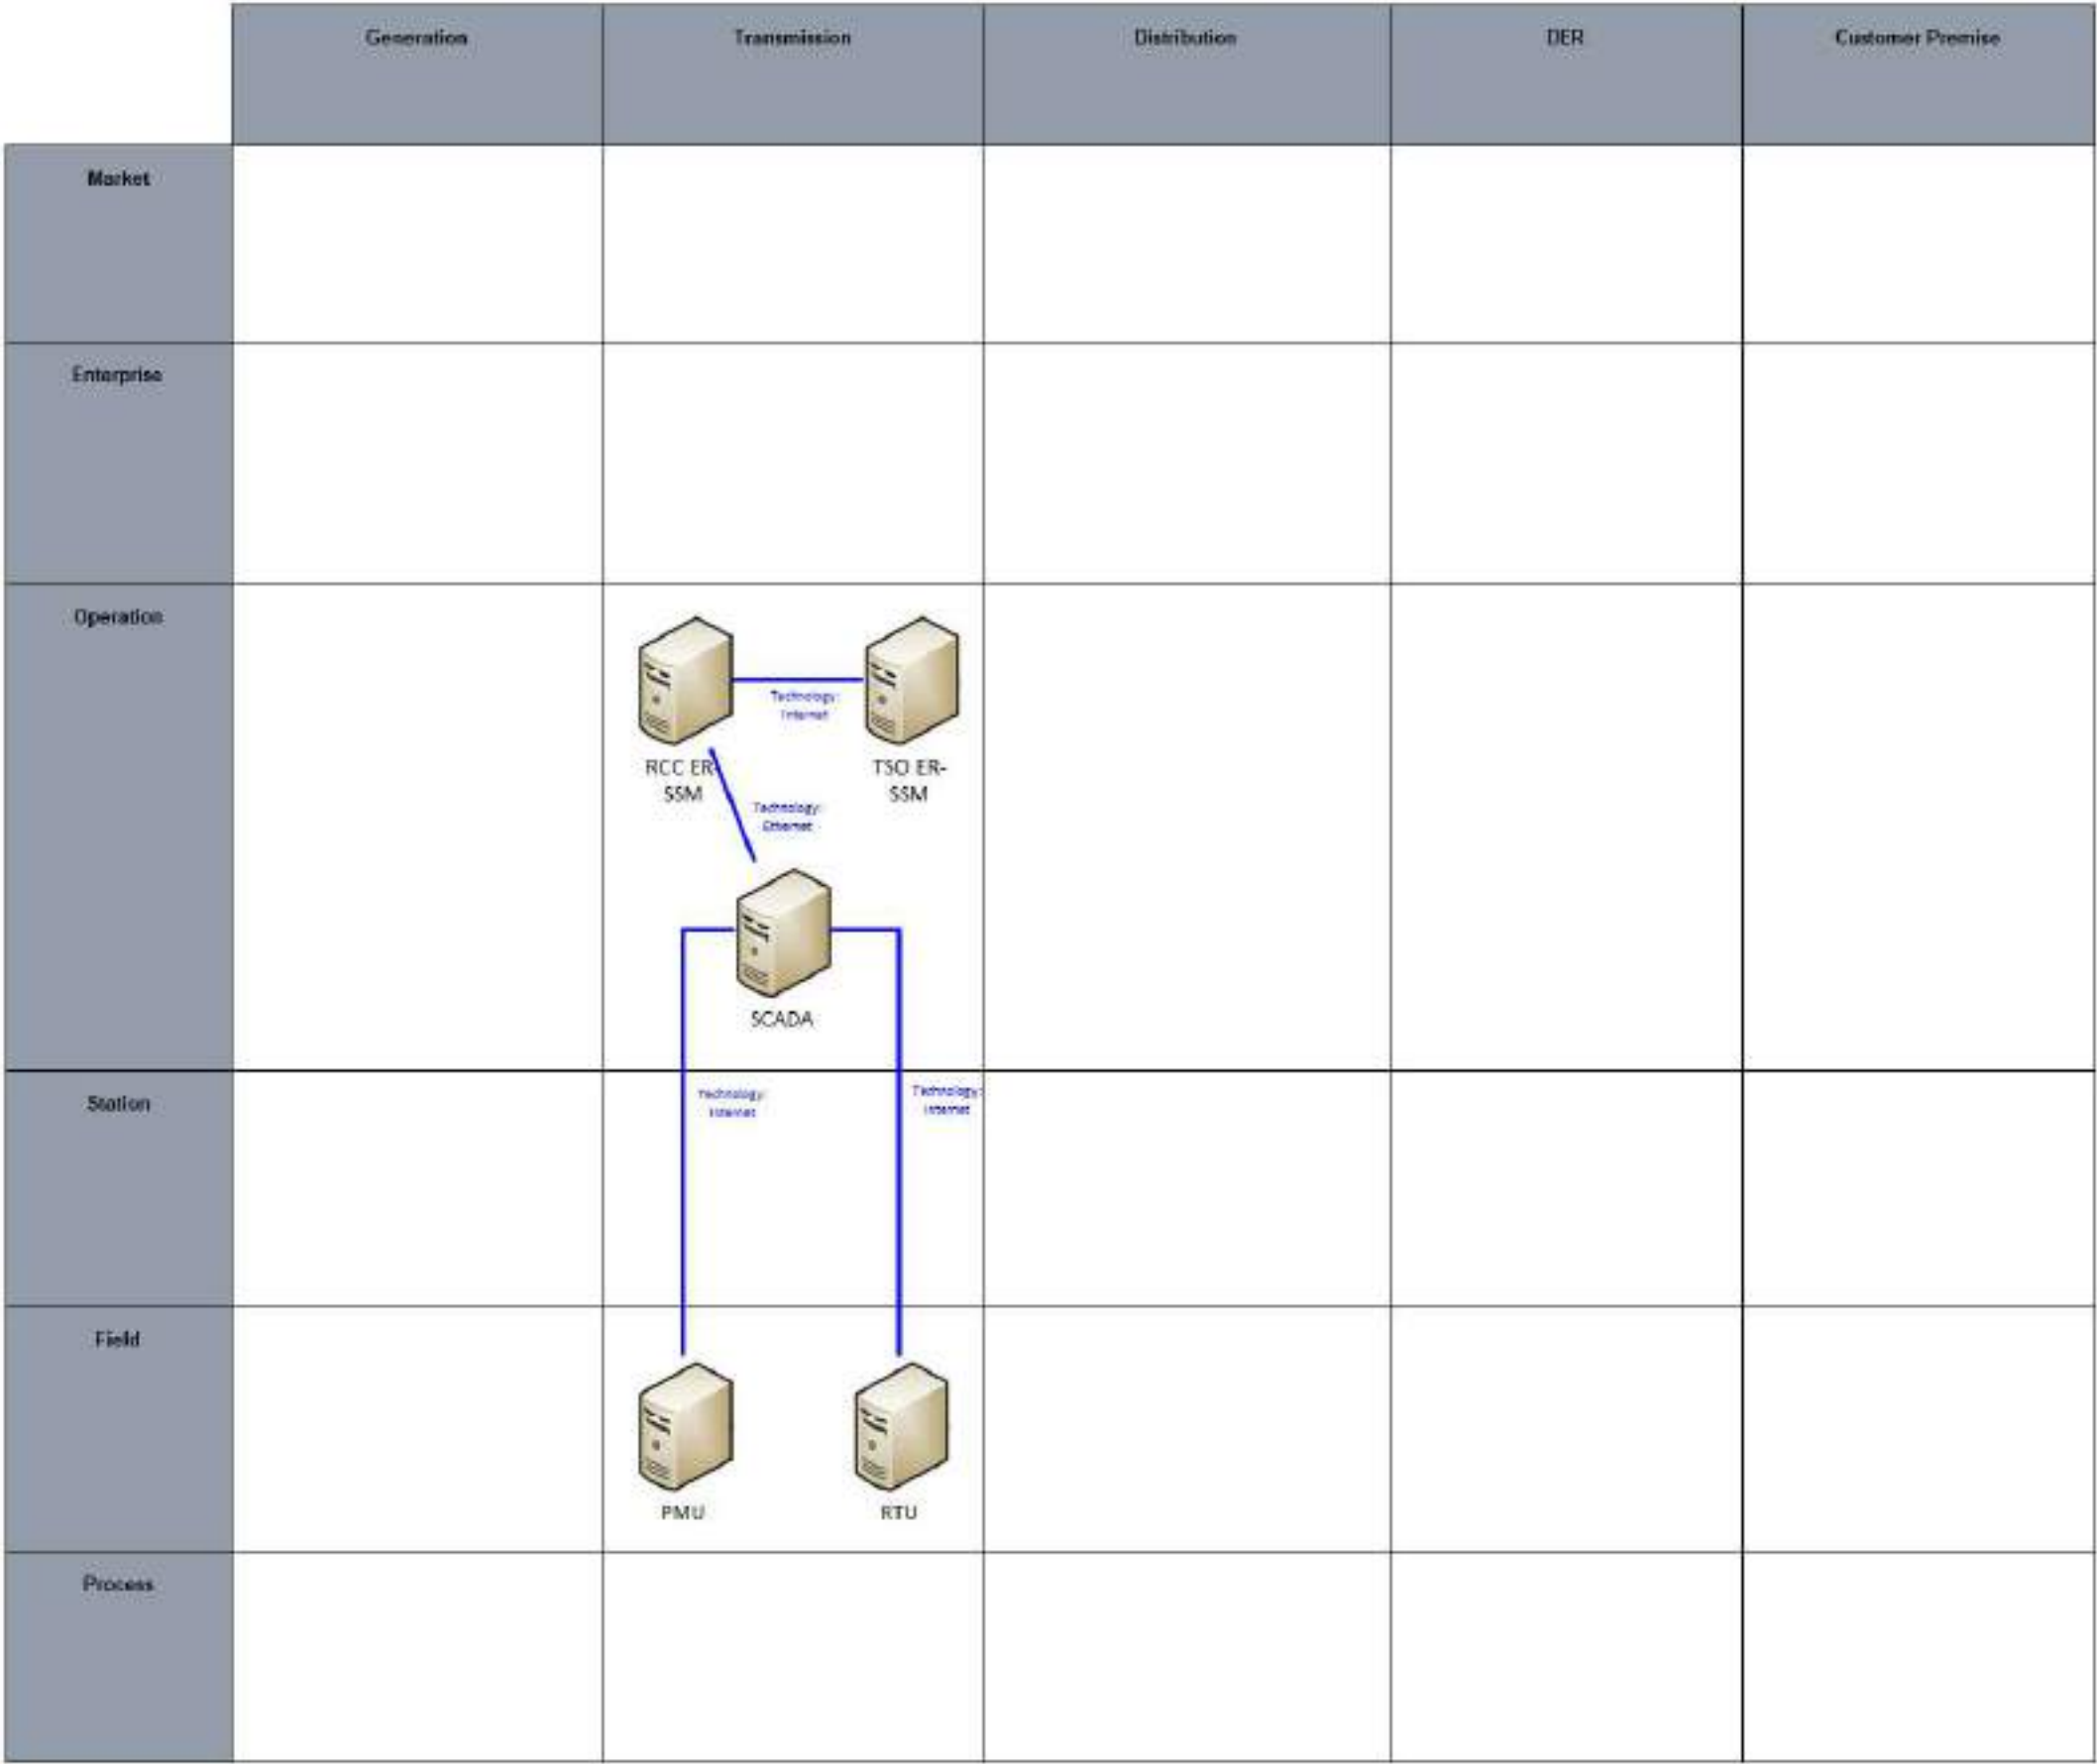 Generation Transmission Distribution DER Customer Premise
Market
Enterprise
Operation
Technology:
Internet
RCC ER-
SSM
TSO ER-
SSM
Technology:
Ethernet
SCADA
Station
Technology:
Internet
Technology:
Internet
Field
PMU
RTU
Process